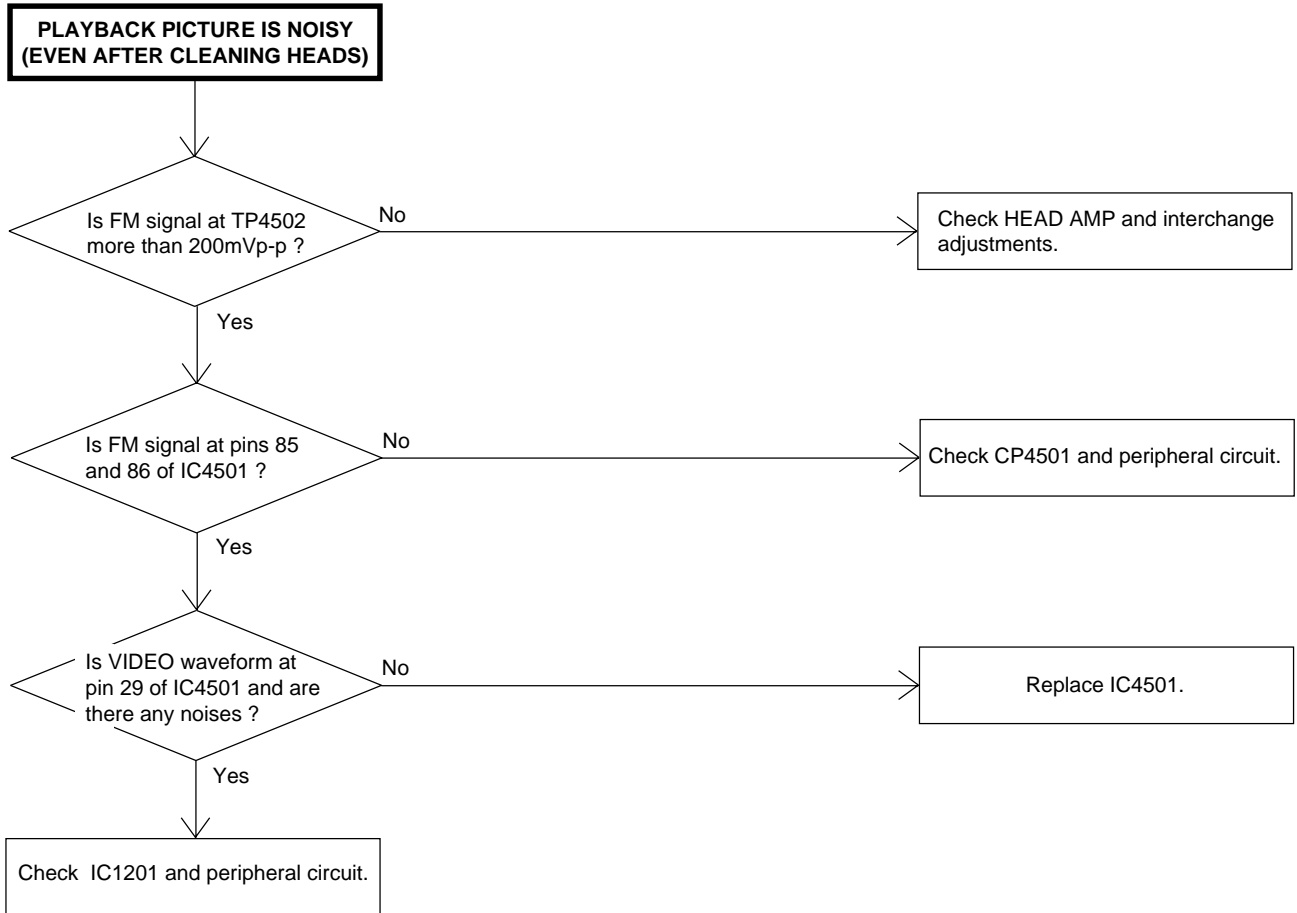 PLAYBACK PICTURE IS NOISY
(EVEN AFTER CLEANING HEADS)
Is FM signal at TP4502
more than 200mVp-p ?
No
Check HEAD AMP and interchange
adjustments.
Yes
Is FM signal at pins 85
and 86 of IC4501 ?
No
Check CP4501 and peripheral circuit.
Yes
Is VIDEO waveform at
pin 29 of IC4501 and are
there any noises ?
No
Replace IC4501.
Yes
Check IC1201 and peripheral circuit.